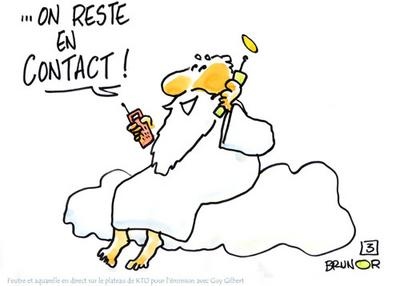 ...ON RESTE
EN
CONTACT !
3
BRUNOR
Feutre et aquarelle en direct sur le plateau de KTO pour l'émission avec Guy Gilbert